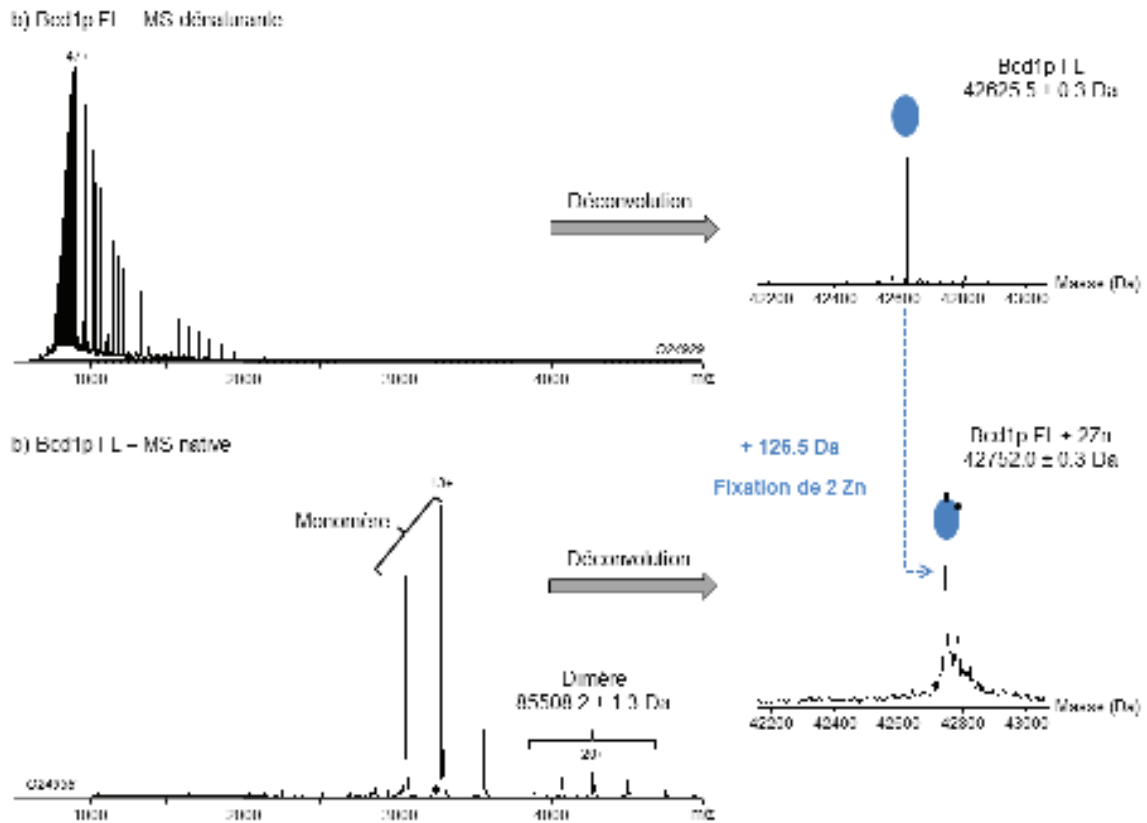 b) Bcd1p FL – MS dénaturante
47+
Bcd1p FL
42625.5 ± 0.3 Da
Déconvolution
42200 42400 42600 42800 43000 Masse (Da)
1000 2000 3000 4000 m/z
b) Bcd1p FL – MS native
+ 126.5 Da
Fixation de 2 Zn
Bcd1p FL + 2Zn
42752.0 ± 0.3 Da
13+
Monomère
Déconvolution
Dimère
85508.2 ± 1.3 Da
20+
42200 42400 42600 42800 43000 Masse (Da)
1000 2000 3000 4000 m/z